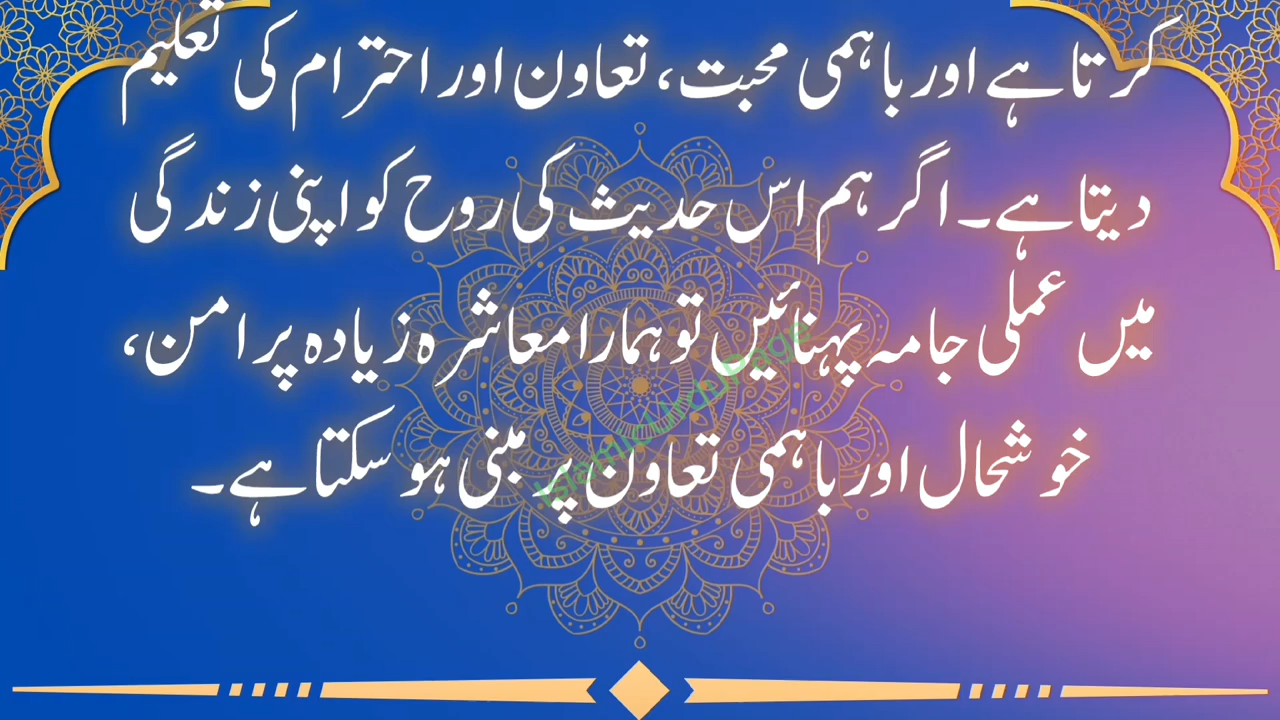 کرتا ہے اور باہمی محبت، تعاون اور احترام کی تعلیم
دیتا ہے۔ اگر ہم اس حدیث کی روح کو اپنی زندگی
میں عملی جامہ پہنائیں تو ہمارا معاشرہ زیادہ پرامن،
خوشحال اور باہمی تعاون پر مبنی ہو سکتا ہے۔
IslamicUrduPage